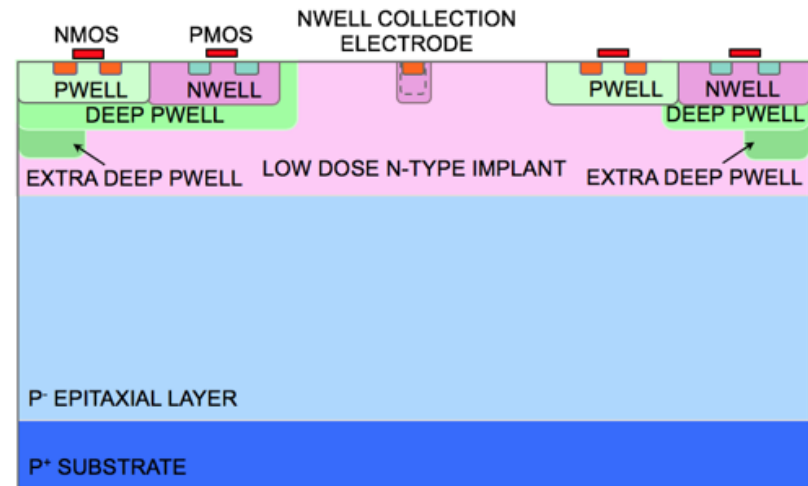 NWELL COLLECTION
ELECTRODE
NMOS
PMOS
PWELL
NWELL
PWELL
NWELL
DEEP PWELL
DEEP PWELL
EXTRA DEEP PWELL
LOW DOSE N-TYPE IMPLANT
EXTRA DEEP PWELL
P- EPITAXIAL LAYER
P+ SUBSTRATE